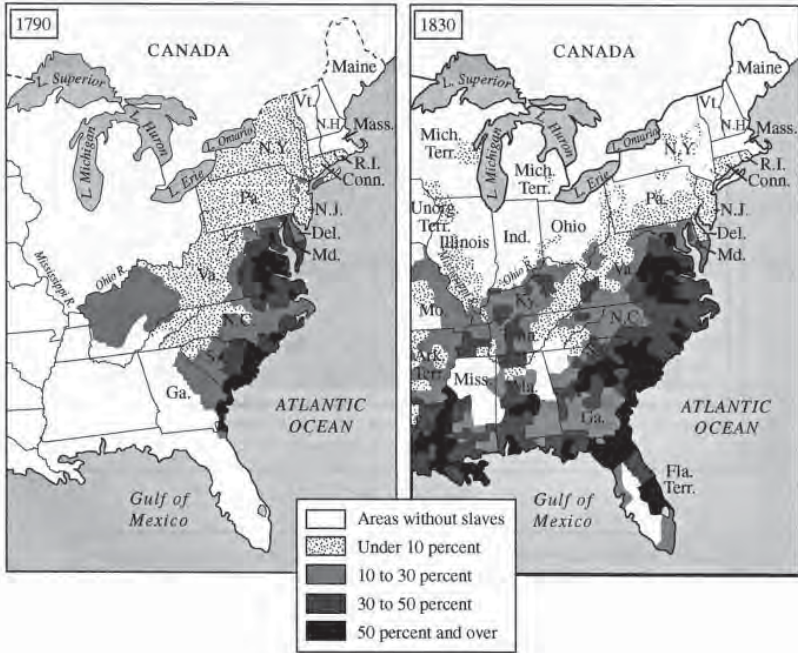 1790
CANADA
L. Superior
L. Michigan
L. Huron
L. Ontario
L. Erie
Maine
Vt.
N.H.
Mass.
N.Y.
R.I.
Conn.
Pa.
N.J.
Del.
Md.
Mississippi R.
Ohio R.
Va.
N.C.
S.C.
Ga.
ATLANTIC
OCEAN
Gulf of
Mexico
1830
CANADA
L. Superior
L. Michigan
L. Huron
L. Ontario
L. Erie
Maine
Vt.
N.H.
Mass.
Mich.
Terr.
Mich.
Terr.
N.Y.
R.I.
Conn.
Pa.
N.J.
Unorg.
Terr.
Illinois
Ind.
Ohio
Del.
Md.
Ohio R.
Va.
Mo.
Ky.
N.C.
Ark.
Terr.
Miss.
Ga.
ATLANTIC
OCEAN
Fla.
Terr.
Gulf of
Mexico
Areas without slaves
Under 10 percent
10 to 30 percent
30 to 50 percent
50 percent and over